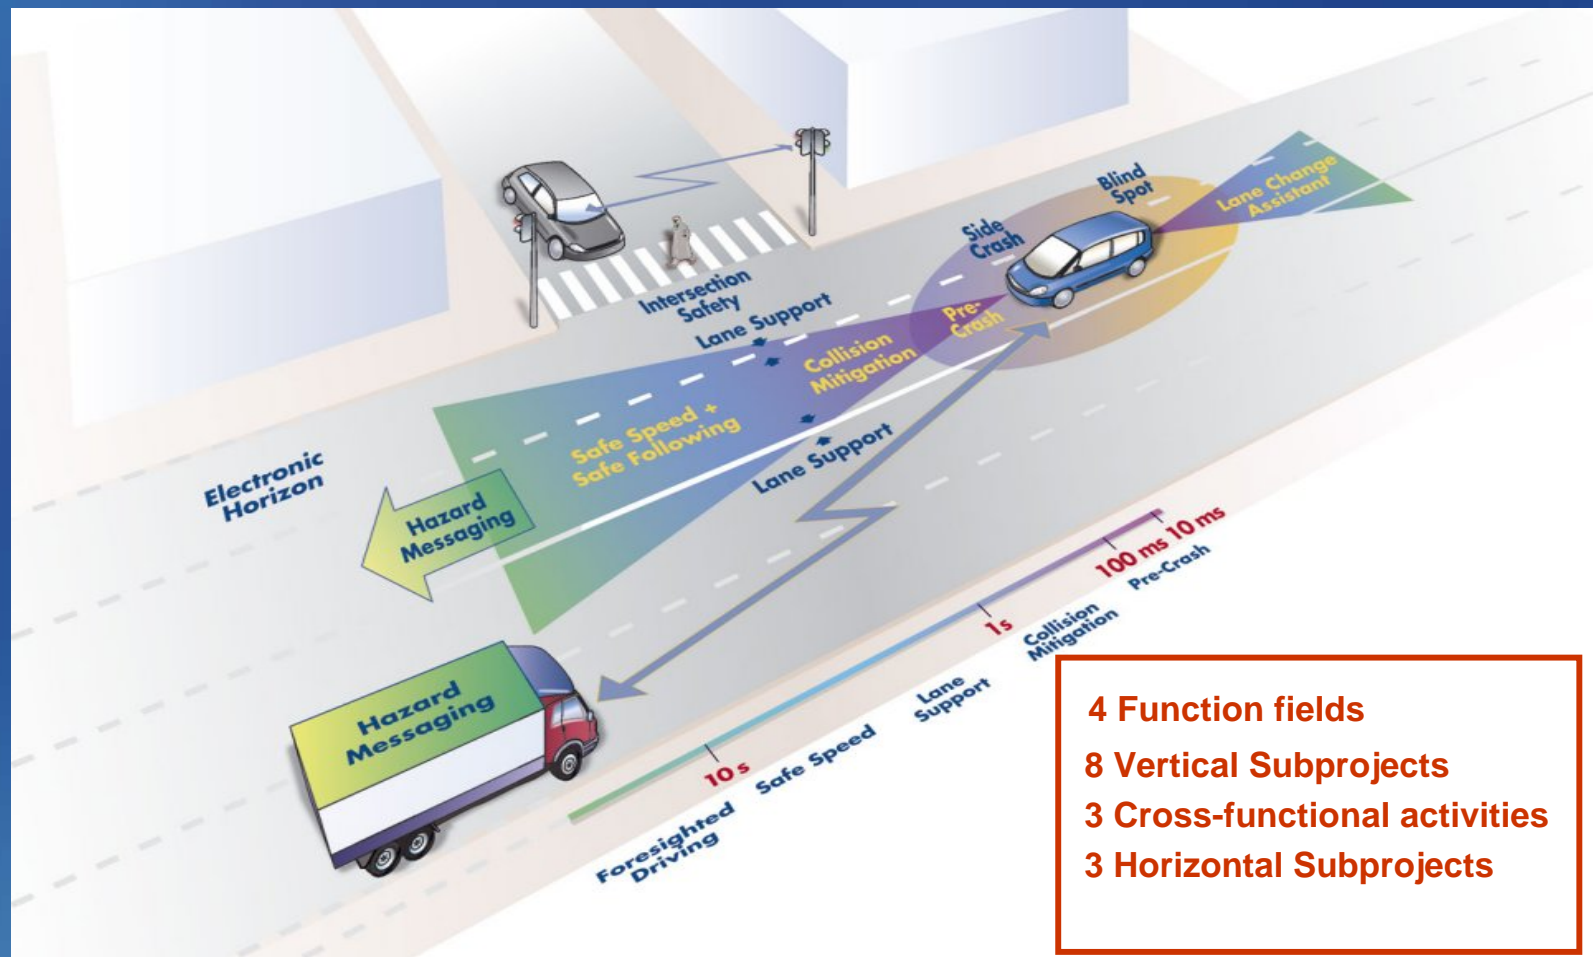 Blind
Spot
Lane Change
Assistant
Side
Crash
Intersection
Safety
Lane Support
Pre-
Crash
Collision
Mitigation
Safe Speed +
Safe Following
Lane Support
Electronic
Horizon
Hazard
Messaging
Hazard
Messaging
10 s
1 s
100 ms
10 ms
Foresighted
Driving
Safe Speed
Lane
Support
Collision
Mitigation
Pre-Crash
4 Function fields
8 Vertical Subprojects
3 Cross-functional activities
3 Horizontal Subprojects